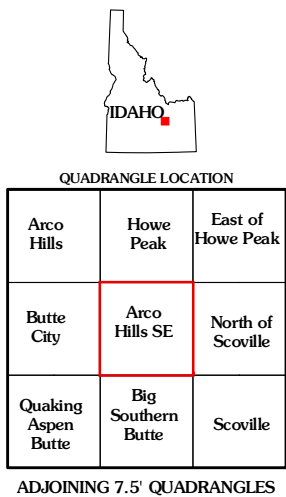 IDAHO
QUADRANGLE LOCATION
Arco
Hills
Howe
Peak
East of
Howe Peak
Butte
City
Arco
Hills SE
North of
Scoville
Quaking
Aspen
Butte
Big
Southern
Butte
Scoville
ADJOINING 7.5' QUADRANGLES